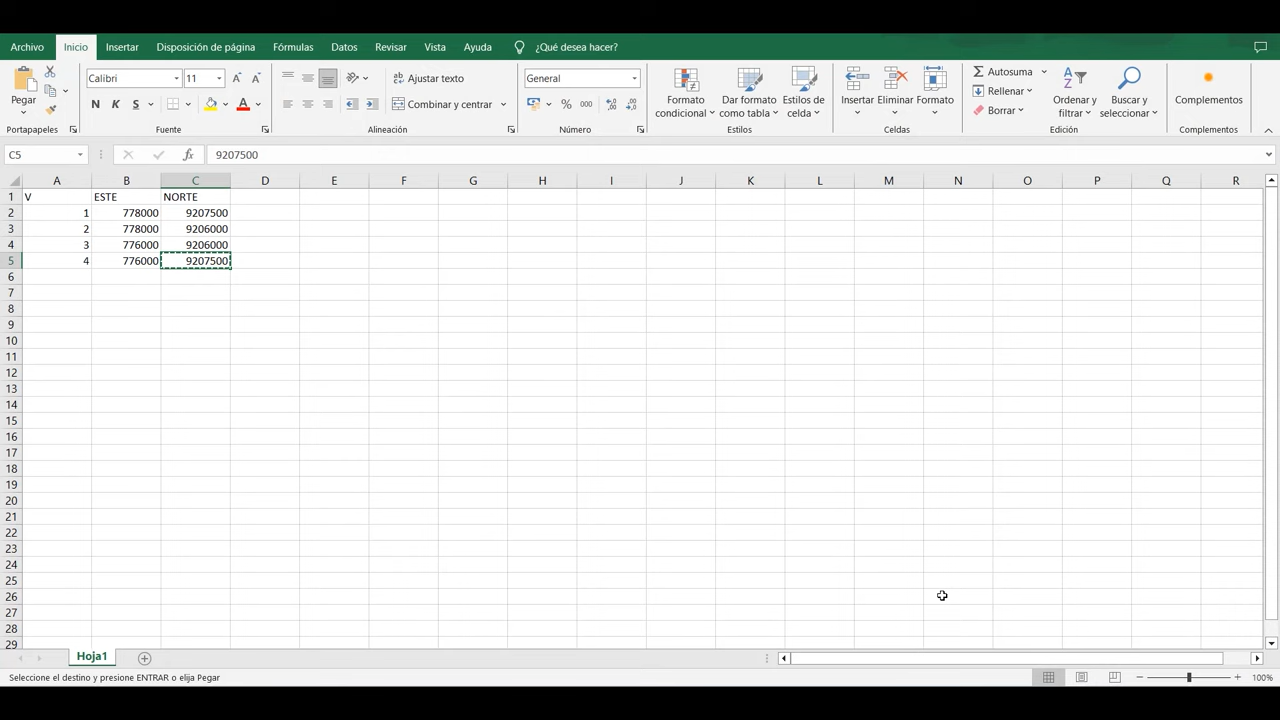 Archivo Inicio Insertar Disposición de página Fórmulas Datos Revisar Vista Ayuda ¿Qué desea hacer?
Pegar
Calibri 11
N K S
Ajustar texto
Combinar y centrar
General
% 000
Formato condicional
Dar formato como tabla
Estilos de celda
Insertar Eliminar Formato
Autosuma
Rellenar
Borrar
Ordenar y filtrar
Buscar y seleccionar
Complementos
Portapapeles Fuente Alineación Número Estilos Celdas Edición Complementos
C5 fx 9207500
A B C D E F G H I J K L M N O P Q R
1 V ESTE NORTE
2 1 778000 9207500
3 2 778000 9206000
4 3 776000 9206000
5 4 776000 9207500
6
7
8
9
10
11
12
13
14
15
16
17
18
19
20
21
22
23
24
25
26
27
28
29
Hoja1
Seleccione el destino y presione ENTRAR o elija Pegar 100%